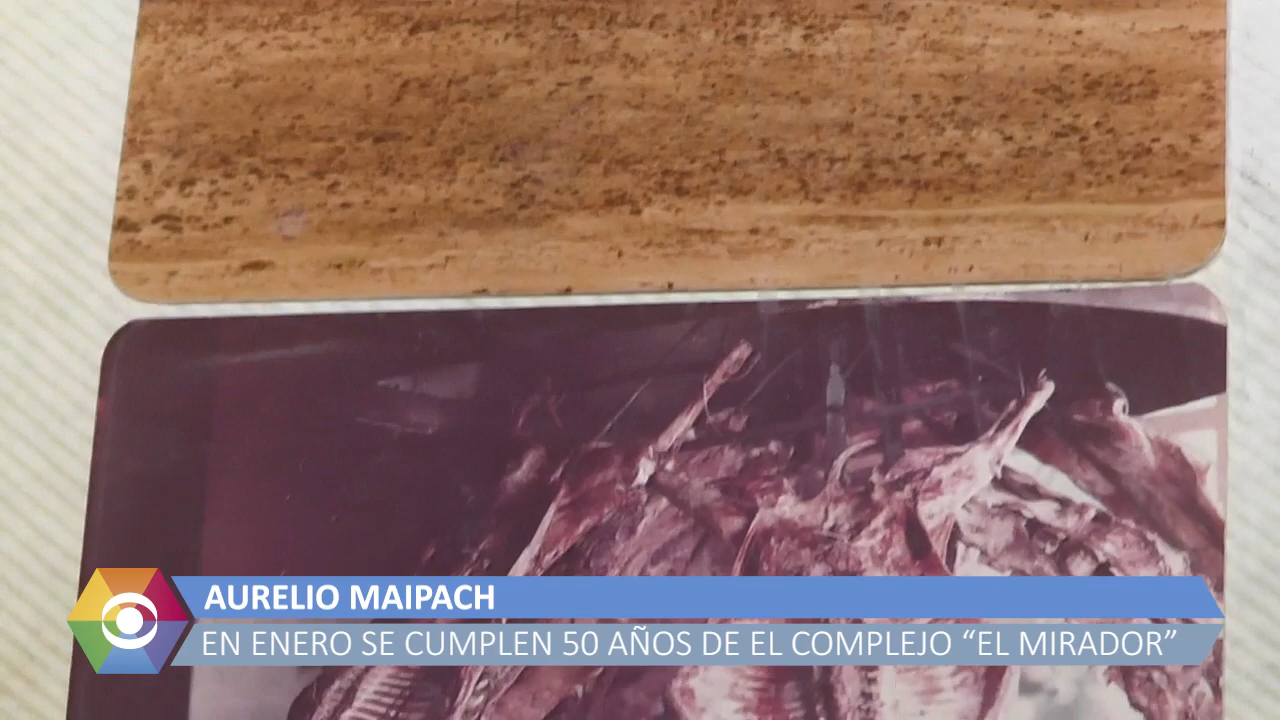 AURELIO MAIPACH
EN ENERO SE CUMPLEN 50 AÑOS DE EL COMPLEJO “EL MIRADOR”